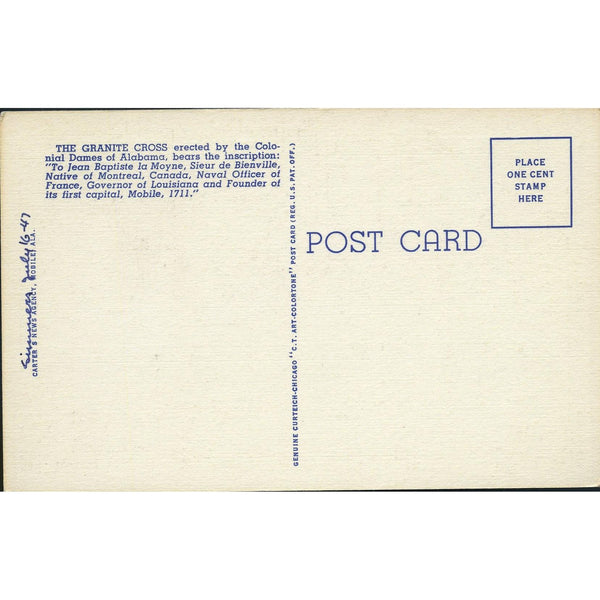 THE GRANITE CROSS erected by the Colo-
nial Dames of Alabama, bears the inscription:
"To Jean Baptiste la Moyne, Sieur de Bienville,
Native of Montreal, Canada, Naval Officer of
France, Governor of Louisiana and Founder of
its first capital, Mobile, 1711."
July 16-47
CARTER'S NEWS AGENCY, MOBILE, ALA.
GENUINE CURTEICH-CHICAGO "C.T. ART-COLORTONE" POST CARD (REG. U.S. PAT. OFF.)
POST CARD
PLACE
ONE CENT
STAMP
HERE